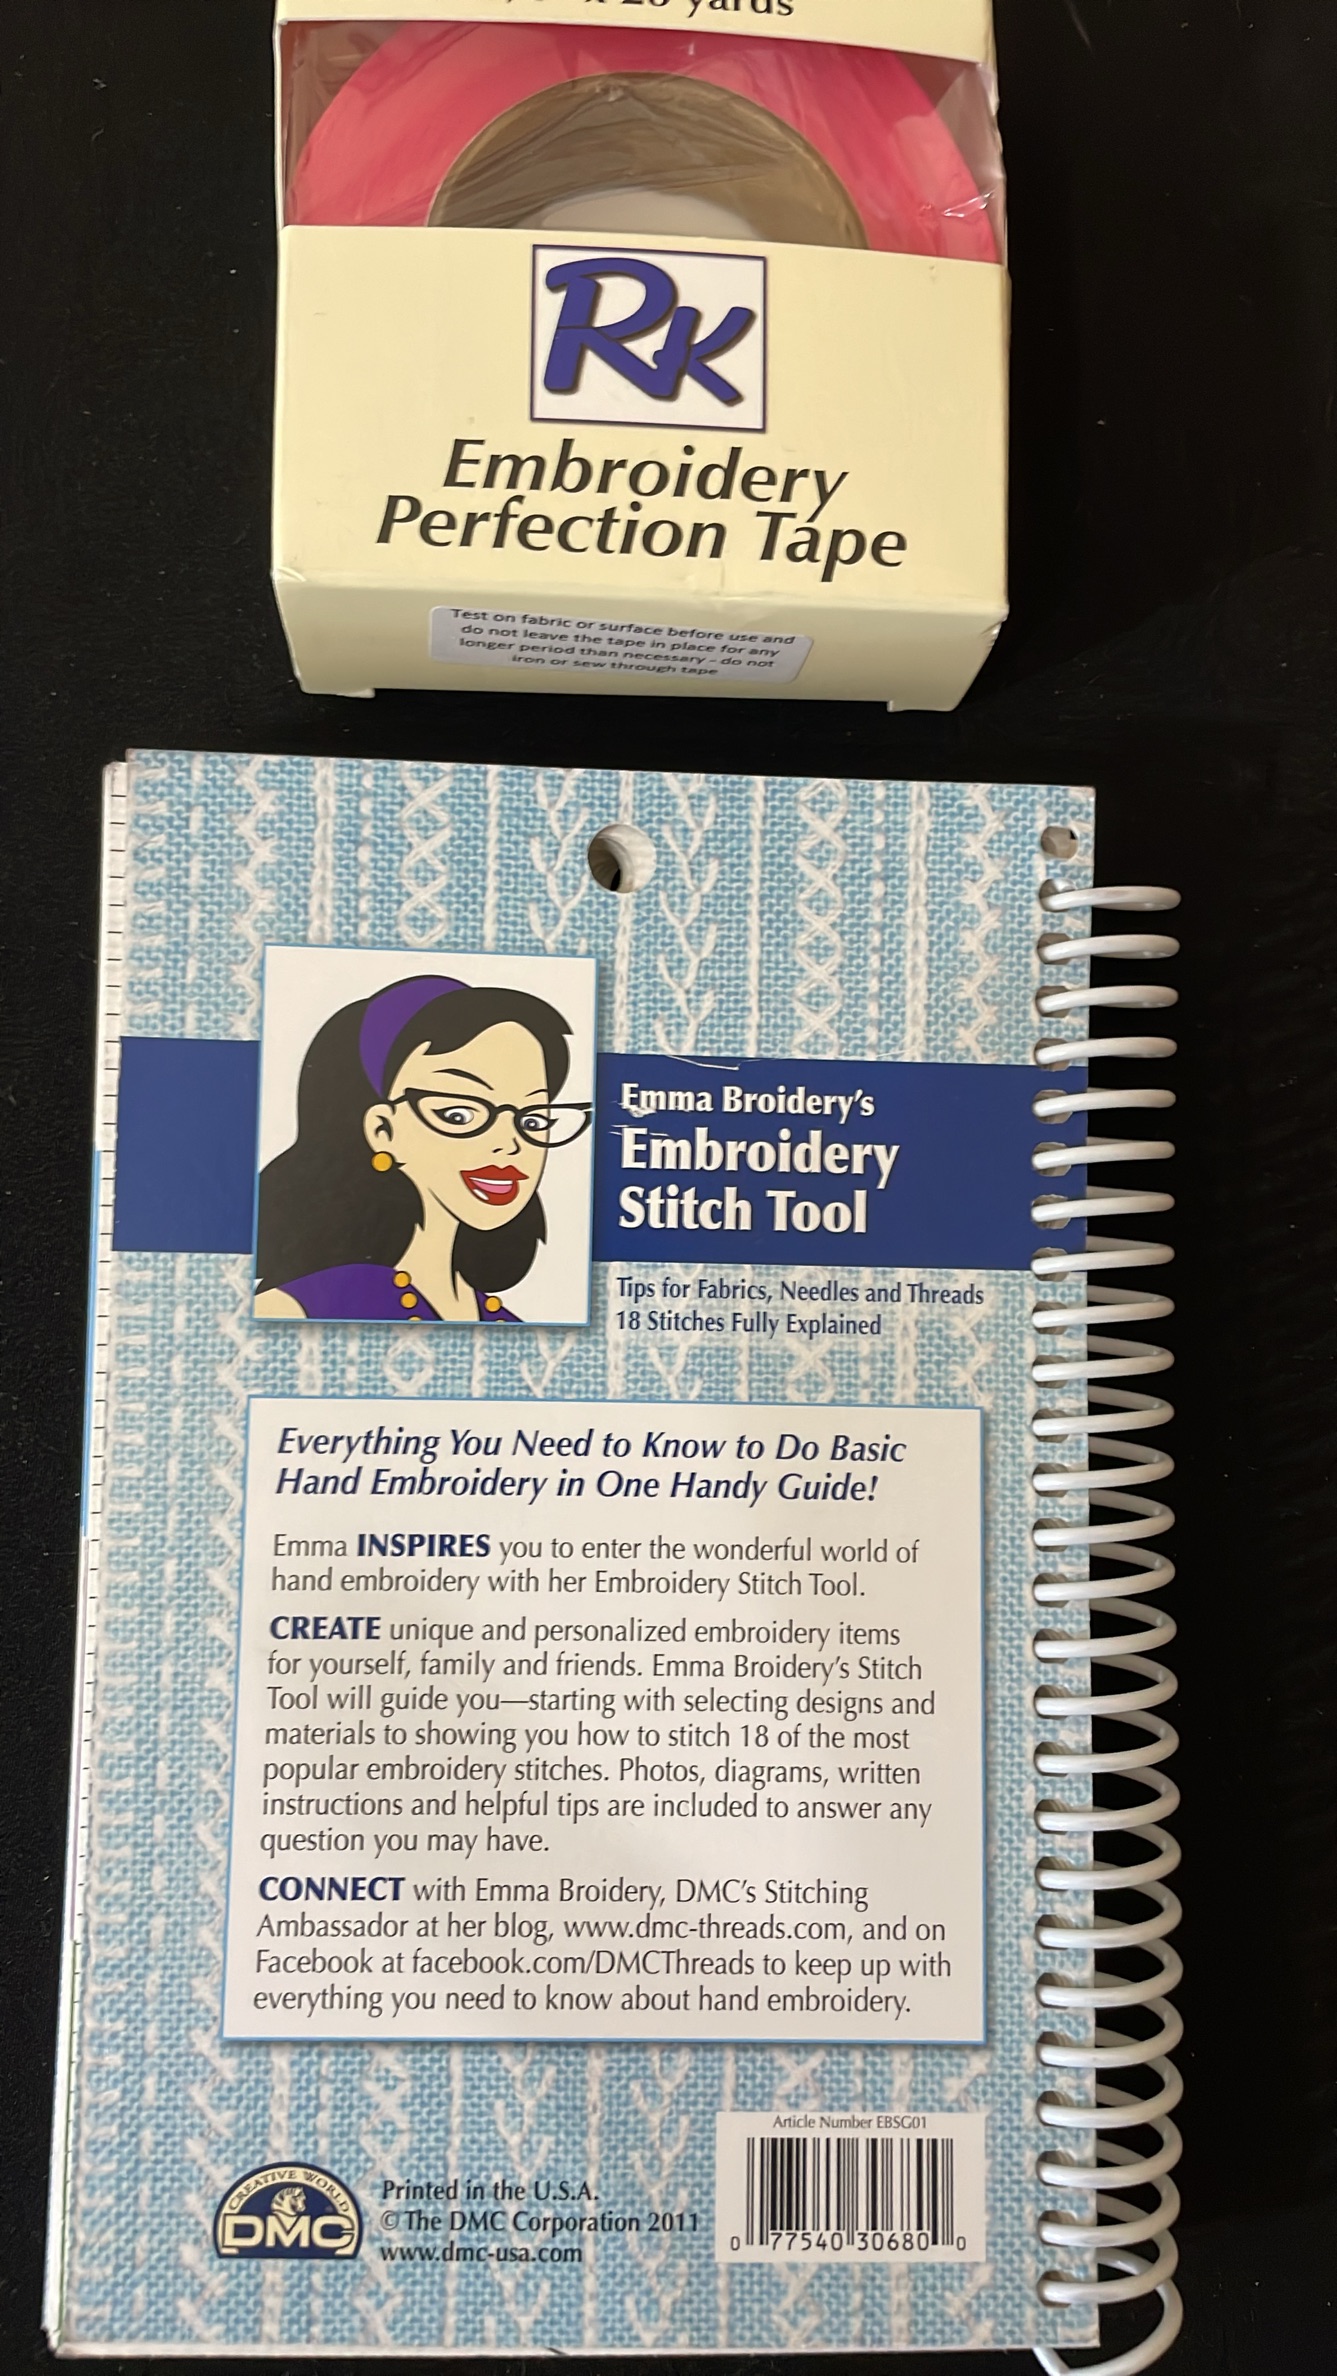 yards
RK
Embroidery
Perfection Tape
Test on fabric or surface before use and
do not leave the tape in place for any
longer period than necessary - do not
iron or sew through tape
Emma Broidery's
Embroidery
Stitch Tool
Tips for Fabrics, Needles and Threads
18 Stitches Fully Explained
Everything You Need to Know to Do Basic
Hand Embroidery in One Handy Guide!
Emma INSPIRES you to enter the wonderful world of
hand embroidery with her Embroidery Stitch Tool.
CREATE unique and personalized embroidery items
for yourself, family and friends. Emma Broidery's Stitch
Tool will guide you—starting with selecting designs and
materials to showing you how to stitch 18 of the most
popular embroidery stitches. Photos, diagrams, written
instructions and helpful tips are included to answer any
question you may have.
CONNECT with Emma Broidery, DMC's Stitching
Ambassador at her blog, www.dmc-threads.com, and on
Facebook at facebook.com/DMCThreads to keep up with
everything you need to know about hand embroidery.
CREATIVE WORLD
DMC
Printed in the U.S.A.
© The DMC Corporation 2011
www.dmc-usa.com
Article Number EBSG01
0 77540 30680 0